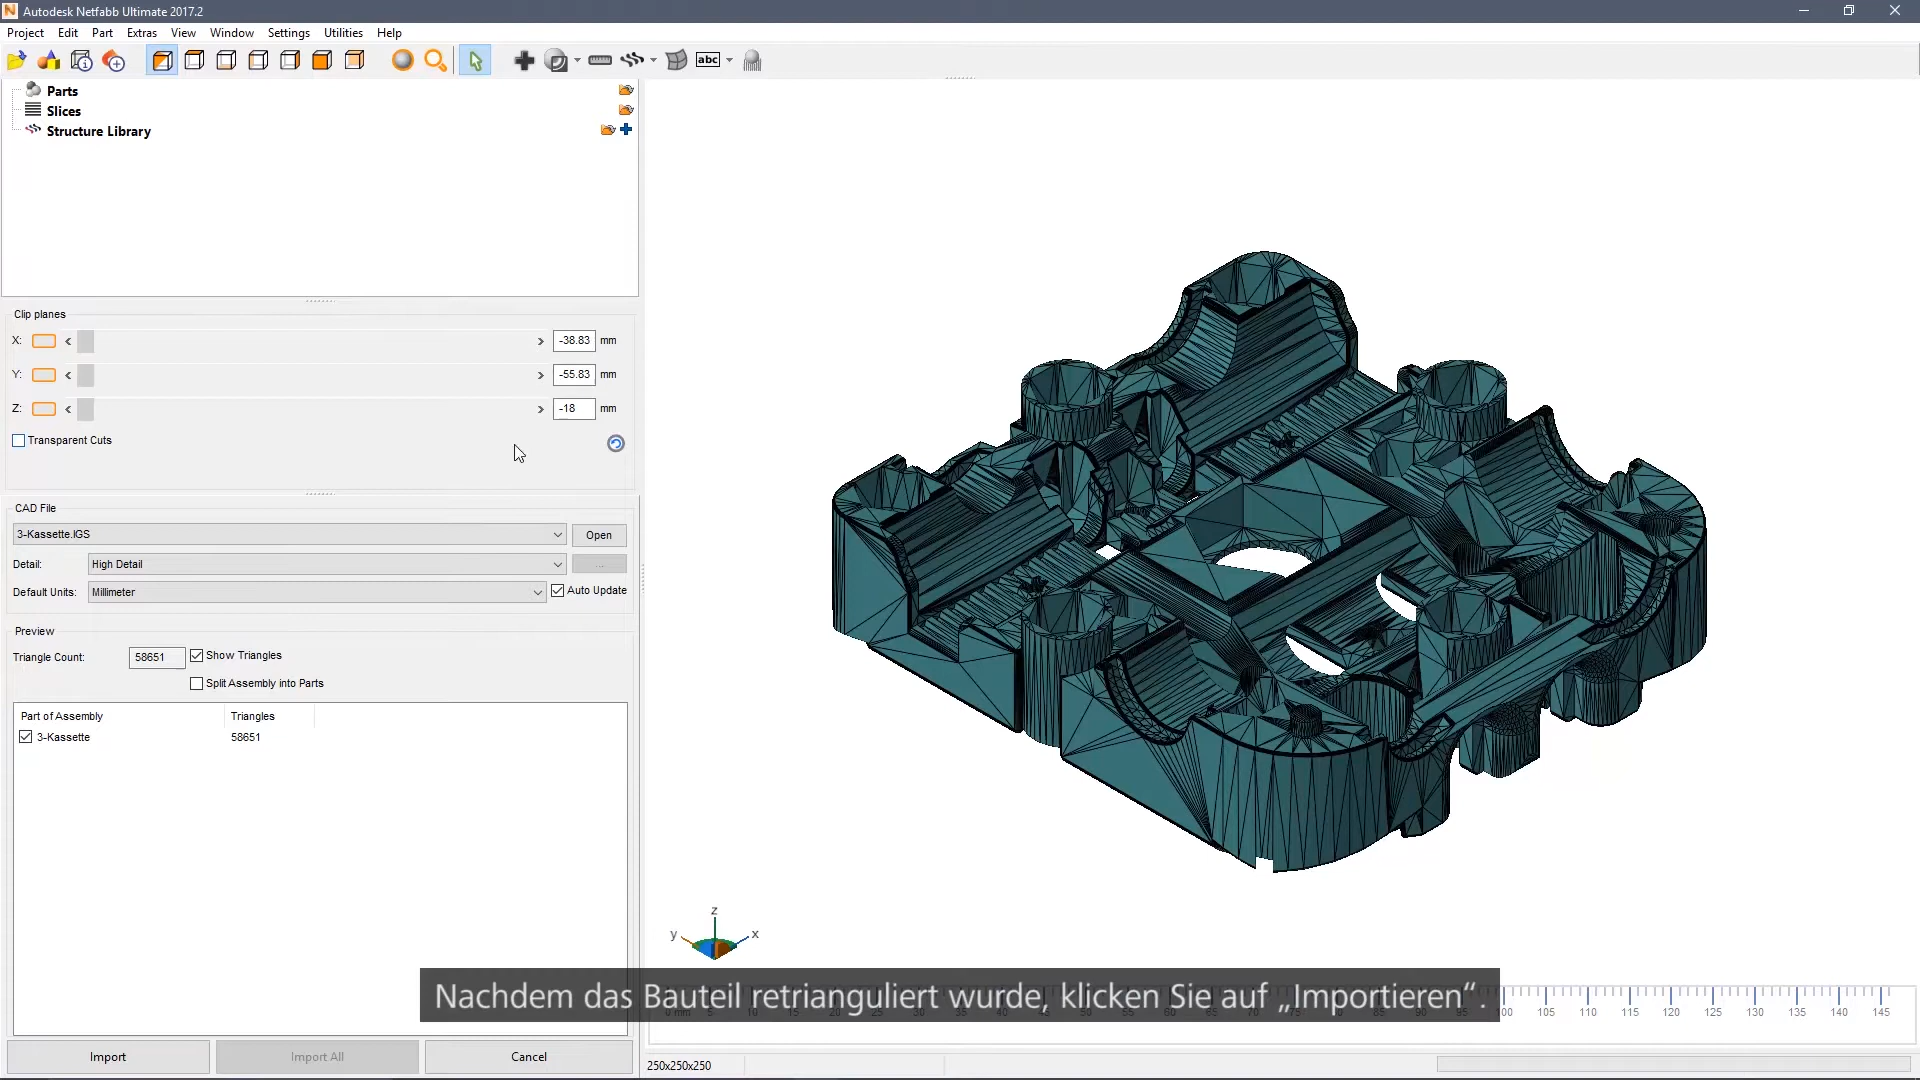 Autodesk Netfabb Ultimate 2017.2
Project Edit Part Extras View Window Settings Utilities Help
abc
Parts
Slices
Structure Library
Clip planes
X: < > -38.83 mm
Y: < > -55.83 mm
Z: < > -18 mm
Transparent Cuts
CAD File
3-Kassette.IGS Open
Detail: High Detail ...
Default Units: Millimeter Auto Update
Preview
Triangle Count: 58651 Show Triangles
Split Assembly into Parts
Part of Assembly Triangles
3-Kassette 58651
Import Import All Cancel
z
y x
Nachdem das Bauteil retrianguliert wurde, klicken Sie auf „Importieren“.
105 110 115 120 125 130 135 140 145
250x250x250